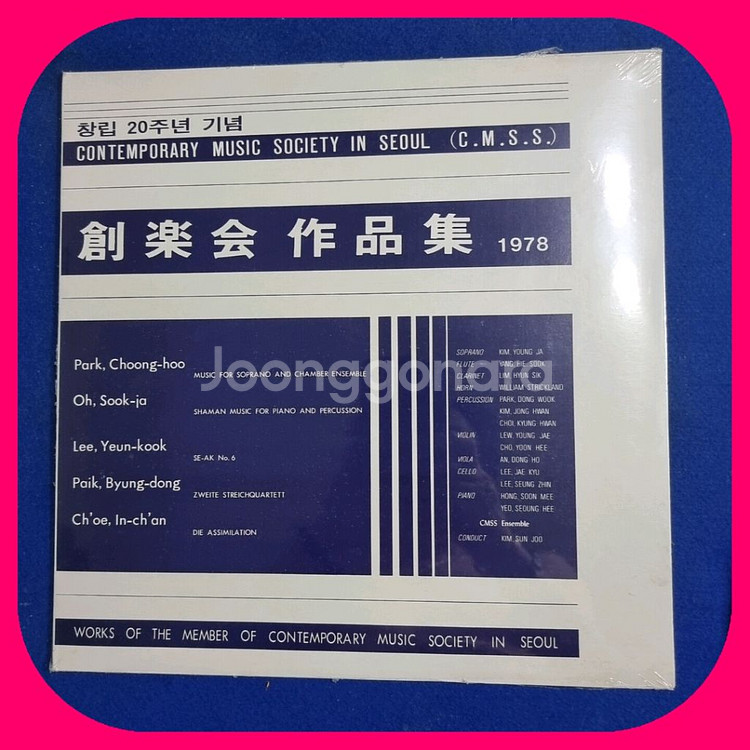 창립 20주년 기념
CONTEMPORARY MUSIC SOCIETY IN SEOUL (C.M.S.S.)
創楽会 作品集 1978
Park, Choong-hoo MUSIC FOR SOPRANO AND CHAMBER ENSEMBLE
Oh, Sook-ja SHAMAN MUSIC FOR PIANO AND PERCUSSION
Lee, Yeun-kook SE-AK No.6
Paik, Byung-dong ZWEITE STREICHQUARTETT
Ch'oe, In-ch'an DIE ASSIMILATION
SOPRANO KIM, YOUNG JA
FLUTE YANG, HIE SOOK
CLARINET LIM, HYUN SIK
HORN WILLIAM STRICKLAND
PERCUSSION PARK, DONG WOOK
KIM, JONG HWAN
CHOI, KYUNG HWAN
VIOLIN LEW, YOUNG JAE
CHO, YOON HEE
VIOLA AN, DONG HO
CELLO LEE, JAE KYU
LEE, SEUNG ZHIN
PIANO HONG, SOON MEE
YEO, SEOUNG HEE
CMSS Ensemble
CONDUCT KIM, SUN JOO
WORKS OF THE MEMBER OF CONTEMPORARY MUSIC SOCIETY IN SEOUL
Joonggonara